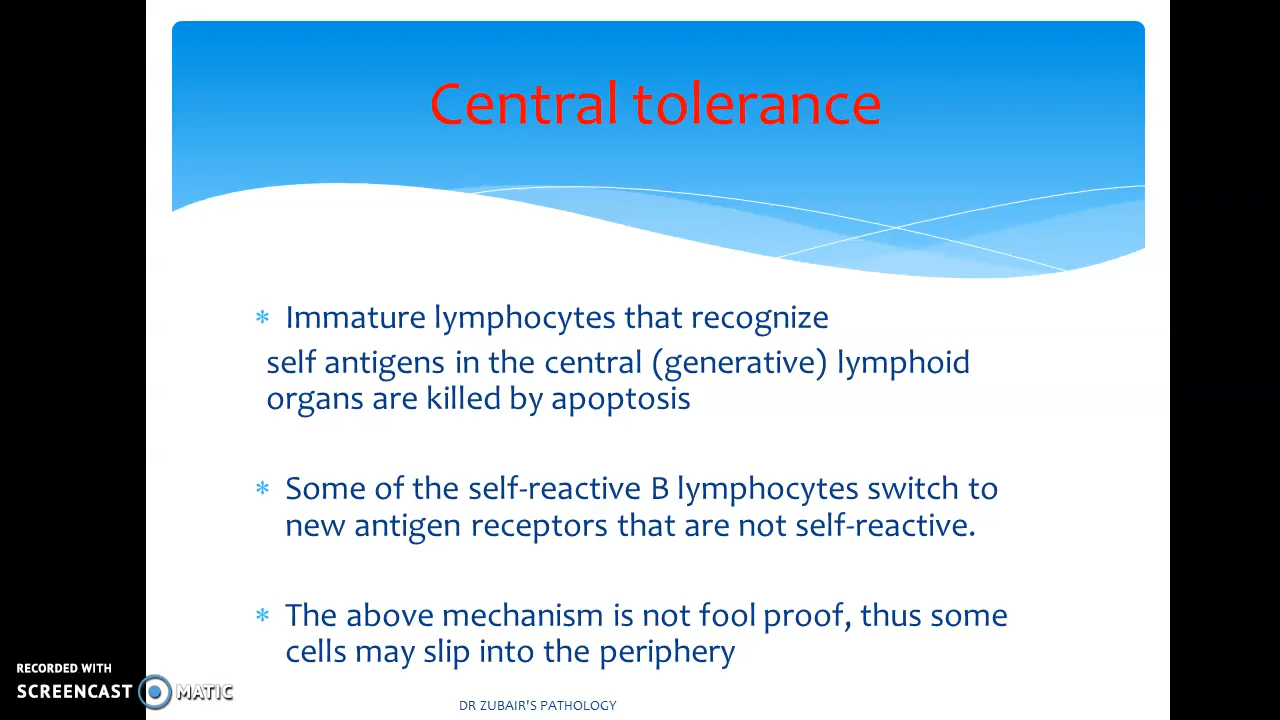 Central tolerance
* Immature lymphocytes that recognize
self antigens in the central (generative) lymphoid
organs are killed by apoptosis
* Some of the self-reactive B lymphocytes switch to
new antigen receptors that are not self-reactive.
* The above mechanism is not fool proof, thus some
cells may slip into the periphery
RECORDED WITH
SCREENCAST MATIC
DR ZUBAIR'S PATHOLOGY